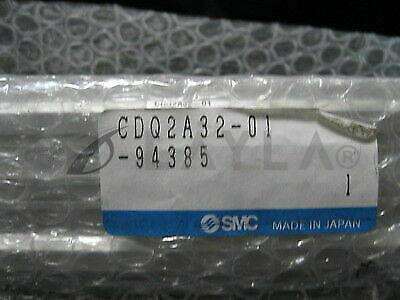 CDQ2A32-01
-94385
1
SMC MADE IN JAPAN